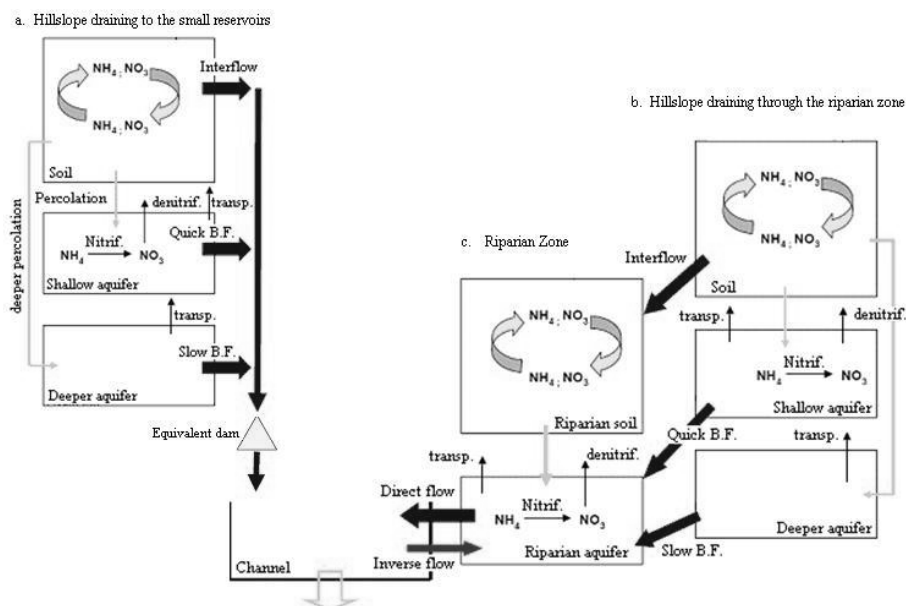 a. Hillslope draining to the small reservoirs
NH4 ; NO3
NH4 ; NO3
Soil
Interflow
deeper percolation
Percolation
denitrif.
transp.
Nitrif.
NH4
NO3
Quick B.F.
Shallow aquifer
transp.
Slow B.F.
Deeper aquifer
Equivalent dam
Channel
b. Hillslope draining through the riparian zone
NH4 ; NO3
NH4 ; NO3
Soil
Interflow
transp.
denitrif.
Nitrif.
NH4
NO3
Shallow aquifer
Quick B.F.
transp.
Deeper aquifer
Slow B.F.
c. Riparian Zone
NH4 ; NO3
NH4 ; NO3
Riparian soil
transp.
denitrif.
Nitrif.
NH4
NO3
Riparian aquifer
Direct flow
Inverse flow